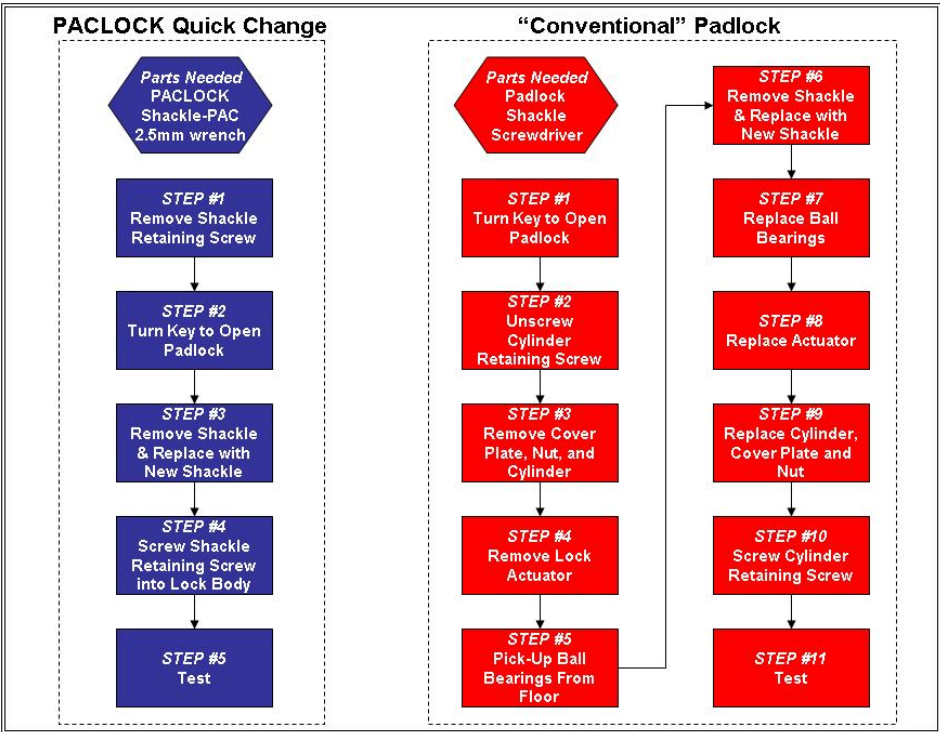 PACLOCK Quick Change
Parts Needed
PACLOCK
Shackle-PAC
2.5mm wrench
STEP #1
Remove Shackle
Retaining Screw
STEP #2
Turn Key to Open
Padlock
STEP #3
Remove Shackle
& Replace with
New Shackle
STEP #4
Screw Shackle
Retaining Screw
into Lock Body
STEP #5
Test
“Conventional” Padlock
Parts Needed
Padlock
Shackle
Screwdriver
STEP #1
Turn Key to Open
Padlock
STEP #2
Unscrew
Cylinder
Retaining Screw
STEP #3
Remove Cover
Plate, Nut, and
Cylinder
STEP #4
Remove Lock
Actuator
STEP #5
Pick-Up Ball
Bearings From
Floor
STEP #6
Remove Shackle
& Replace with
New Shackle
STEP #7
Replace Ball
Bearings
STEP #8
Replace Actuator
STEP #9
Replace Cylinder,
Cover Plate and
Nut
STEP #10
Screw Cylinder
Retaining Screw
STEP #11
Test